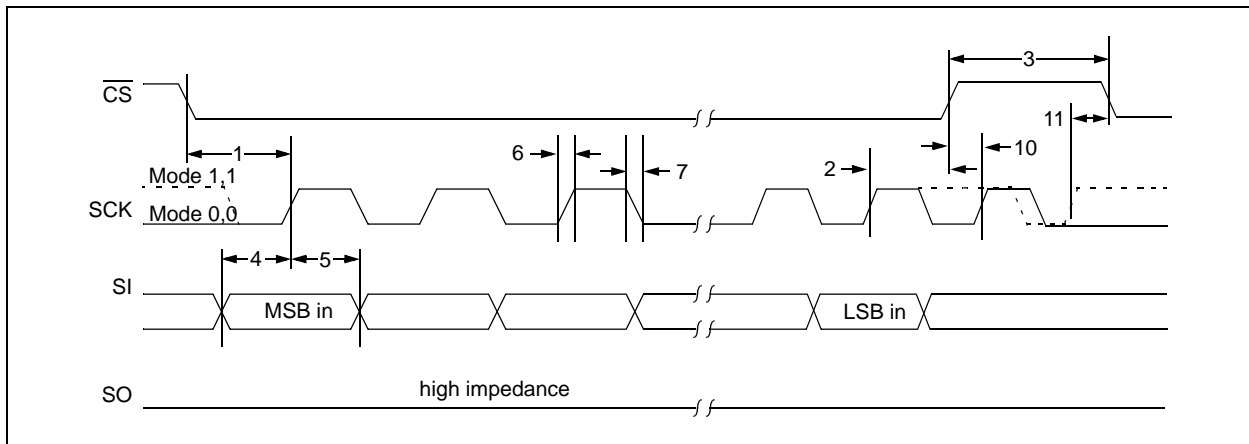 3
CS
11
1
6
2
10
7
Mode 1,1
SCK
Mode 0,0
4
5
SI
MSB in
LSB in
SO
high impedance